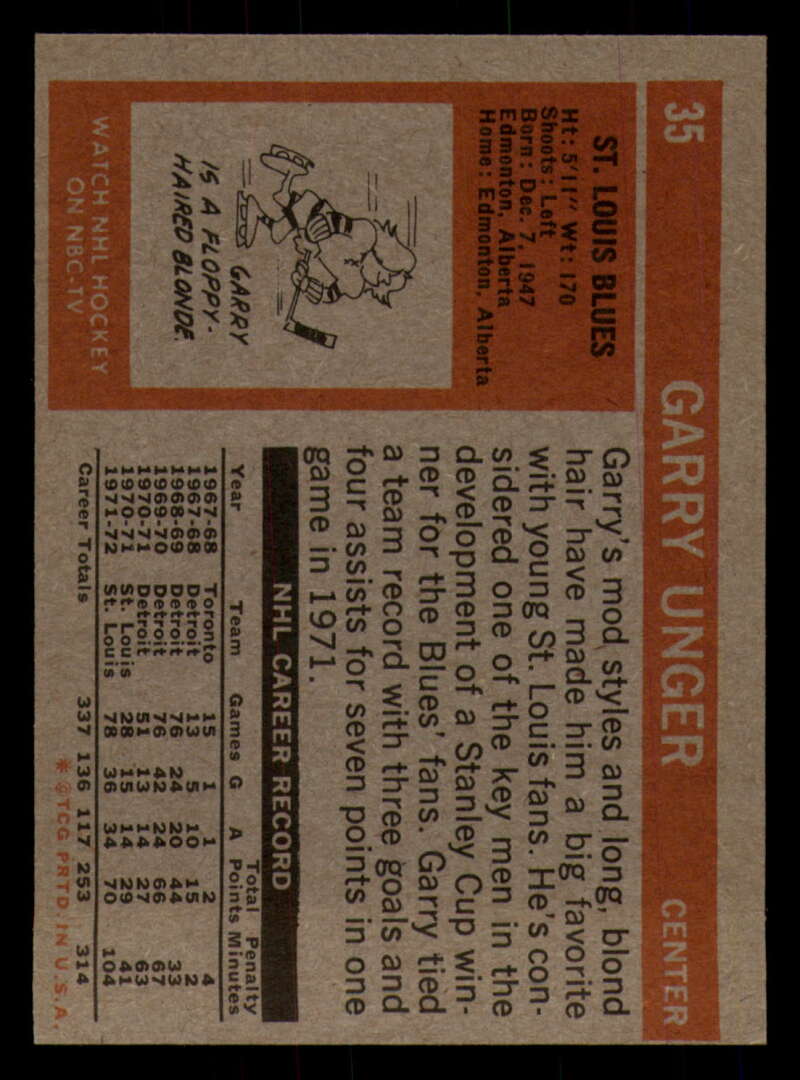 35 GARRY UNGER CENTER
ST. LOUIS BLUES
Ht: 5'11" Wt: 170
Shoots: Left
Born: Dec. 7, 1947
Edmonton, Alberta
Home: Edmonton, Alberta
GARRY
IS A FLOPPY-
HAIRED BLONDE.
WATCH NHL HOCKEY
ON NBC-TV
Garry's mod styles and long, blond
hair have made him a big favorite
with young St. Louis fans. He's con-
sidered one of the key men in the
development of a Stanley Cup win-
ner for the Blues' fans. Garry tied
a team record with three goals and
four assists for seven points in one
game in 1971.
NHL CAREER RECORD
Year Team Games G A Total Points Penalty Minutes
1967-68 Toronto 15 1 1 2 4
1967-68 Detroit 13 5 10 15 2
1968-69 Detroit 76 24 20 44 33
1969-70 Detroit 76 42 24 66 67
1970-71 Detroit 51 13 14 27 63
1970-71 St. Louis 28 15 14 29 41
1971-72 St. Louis 78 36 34 70 104
Career Totals 337 136 117 253 314
* ©TCG PRTD. IN U.S.A.